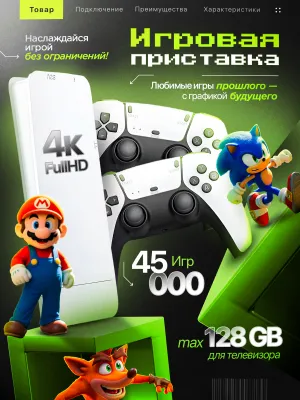 Товар
Подключение
Преимущества
Характеристики
Наслаждайся
игрой
без ограничений!
Игровая
приставка
Любимые игры прошлого —
с графикой будущего
4K
FullHD
45 Игр
000
max 128 GB
для телевизора